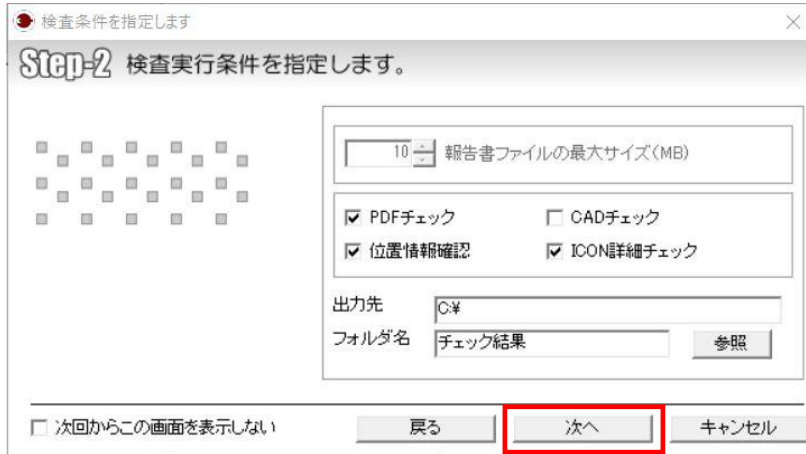 検査条件を指定します
Step-2 検査実行条件を指定します。
10 報告書ファイルの最大サイズ(MB)
PDFチェック CADチェック
位置情報確認 ICON詳細チェック
出力先 C:¥
フォルダ名 チェック結果 参照
次回からこの画面を表示しない 戻る 次へ キャンセル